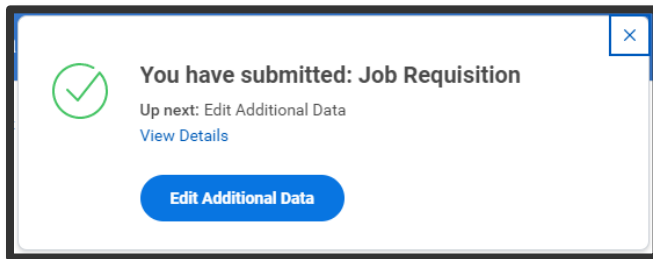 You have submitted: Job Requisition
Up next: Edit Additional Data
View Details
Edit Additional Data